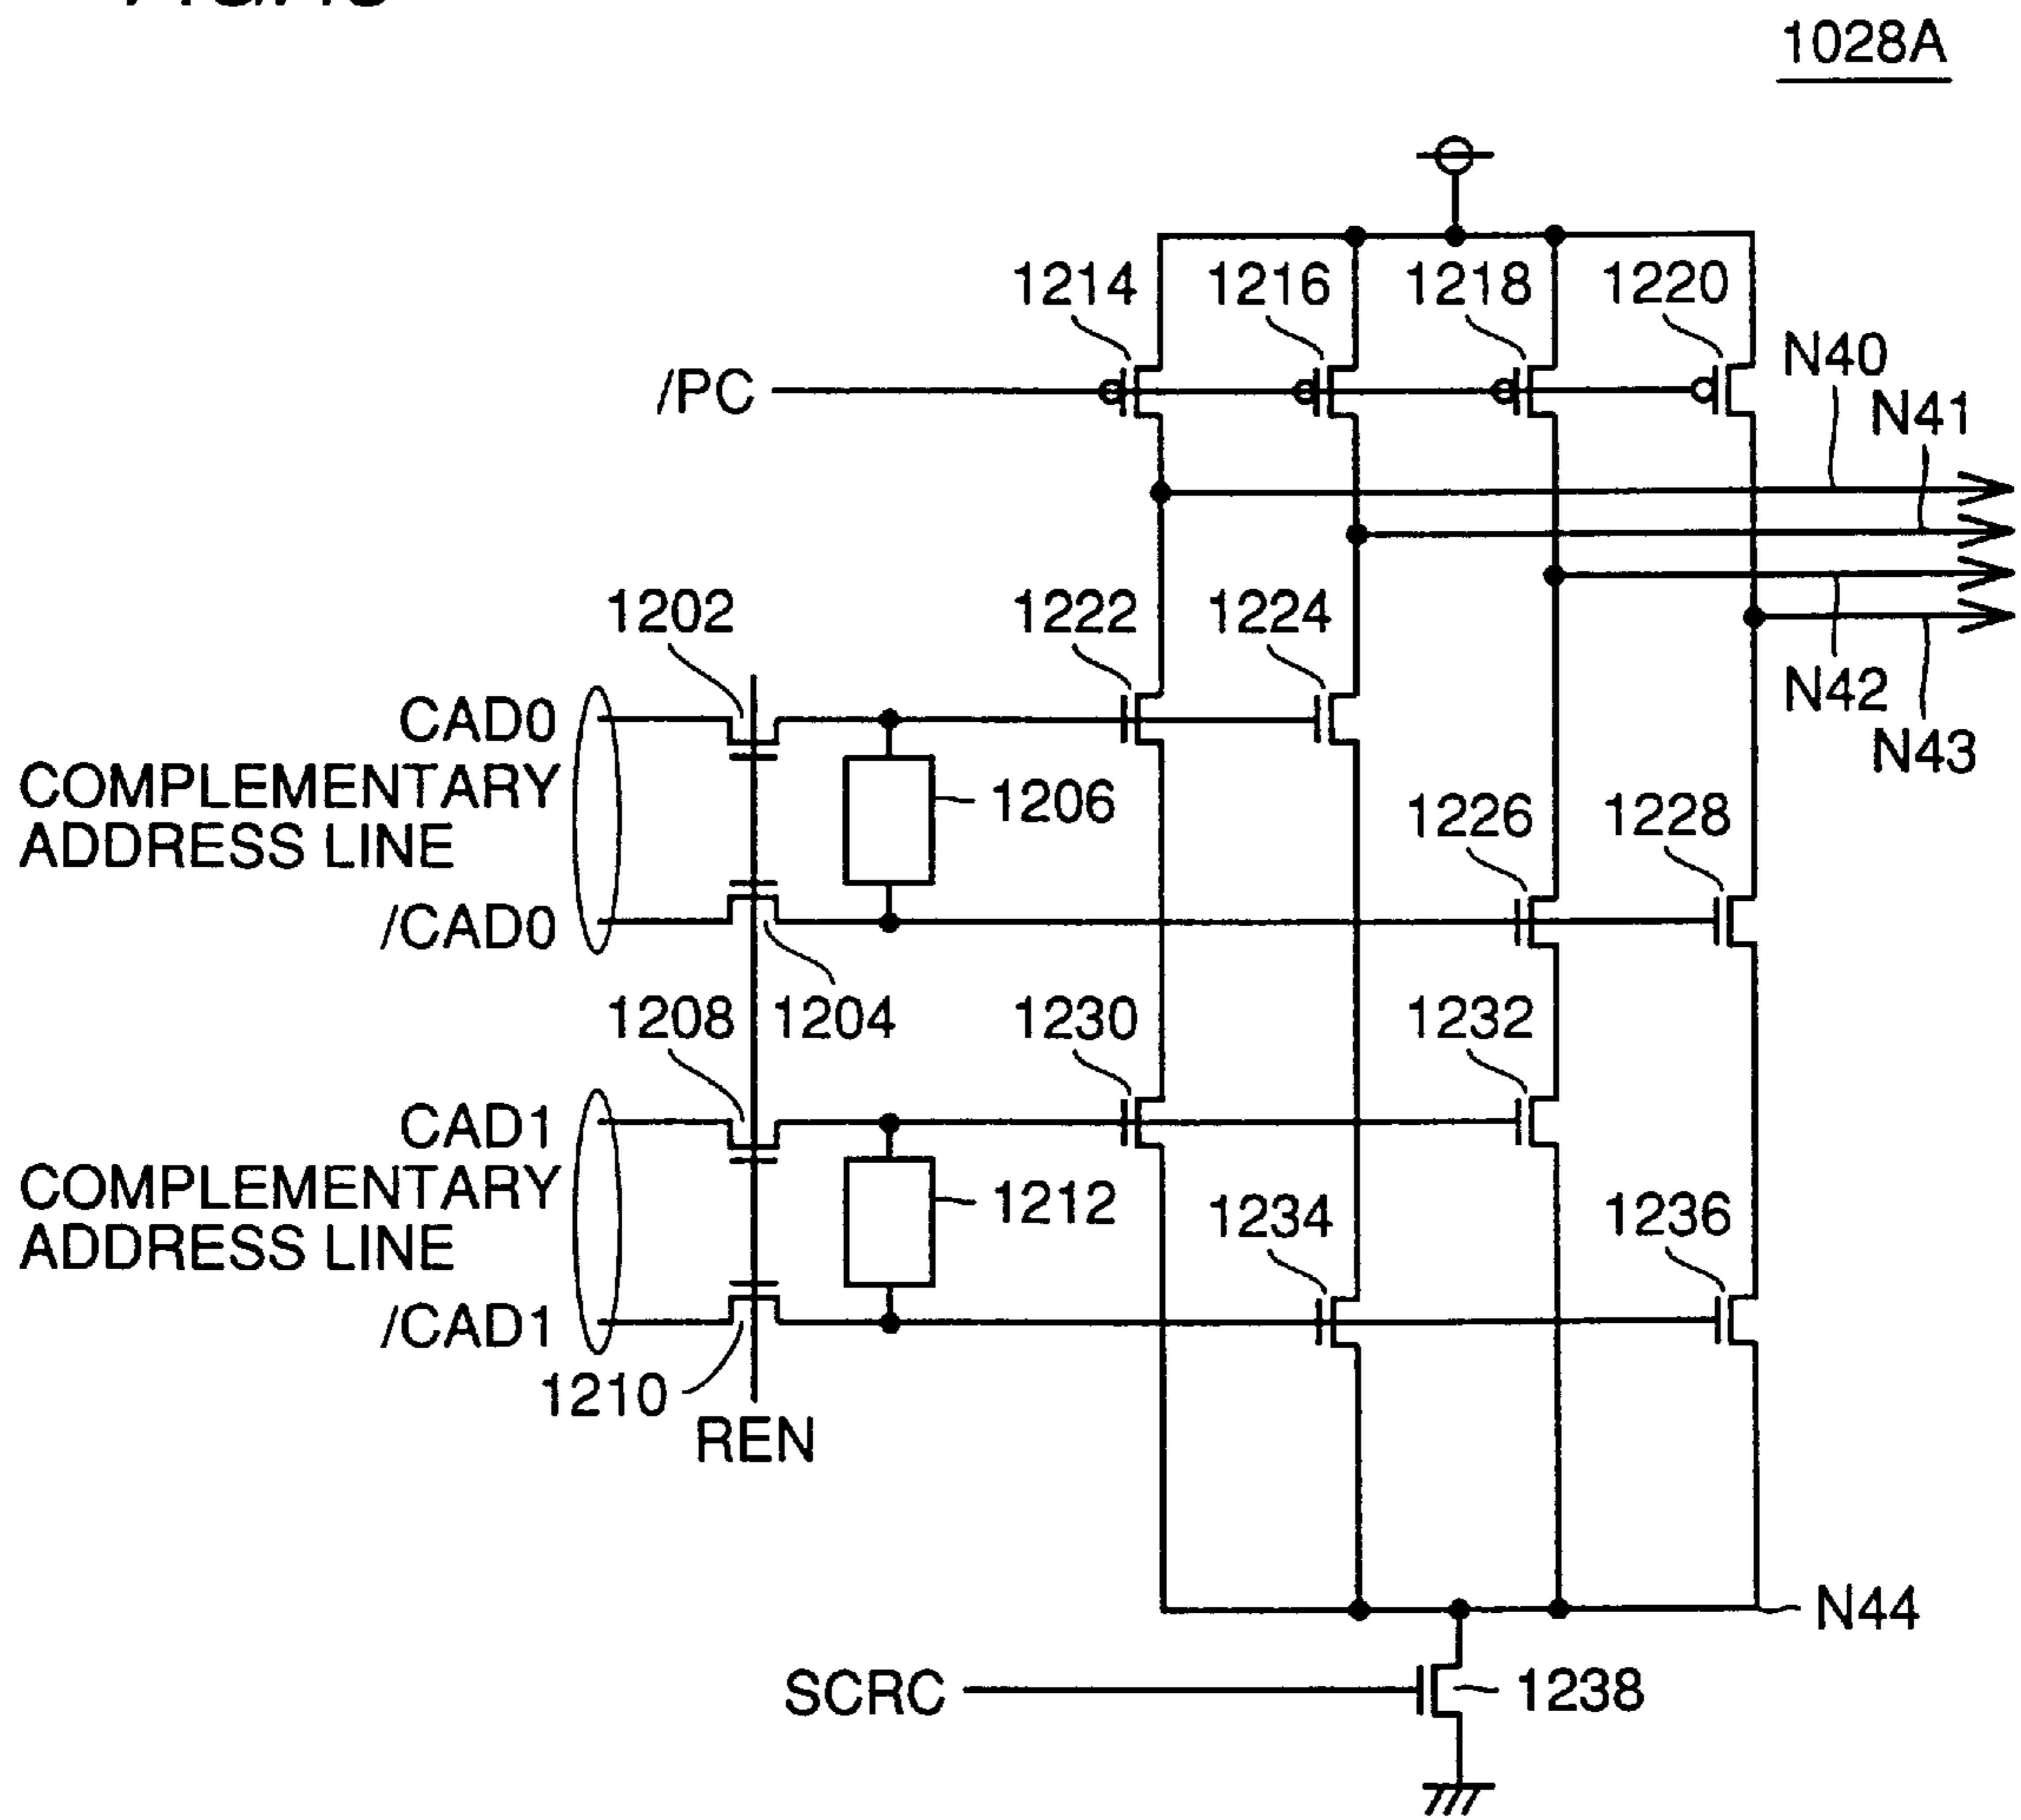 1028A
1214
1216
1218
1220
N40
/PC
N41
1202
1222
1224
N42
CAD0
N43
COMPLEMENTARY
ADDRESS LINE
1206
1226
1228
/CAD0
1208
1204
1230
1232
CAD1
COMPLEMENTARY
ADDRESS LINE
1212
1234
1236
/CAD1
1210
REN
N44
SCRC
1238